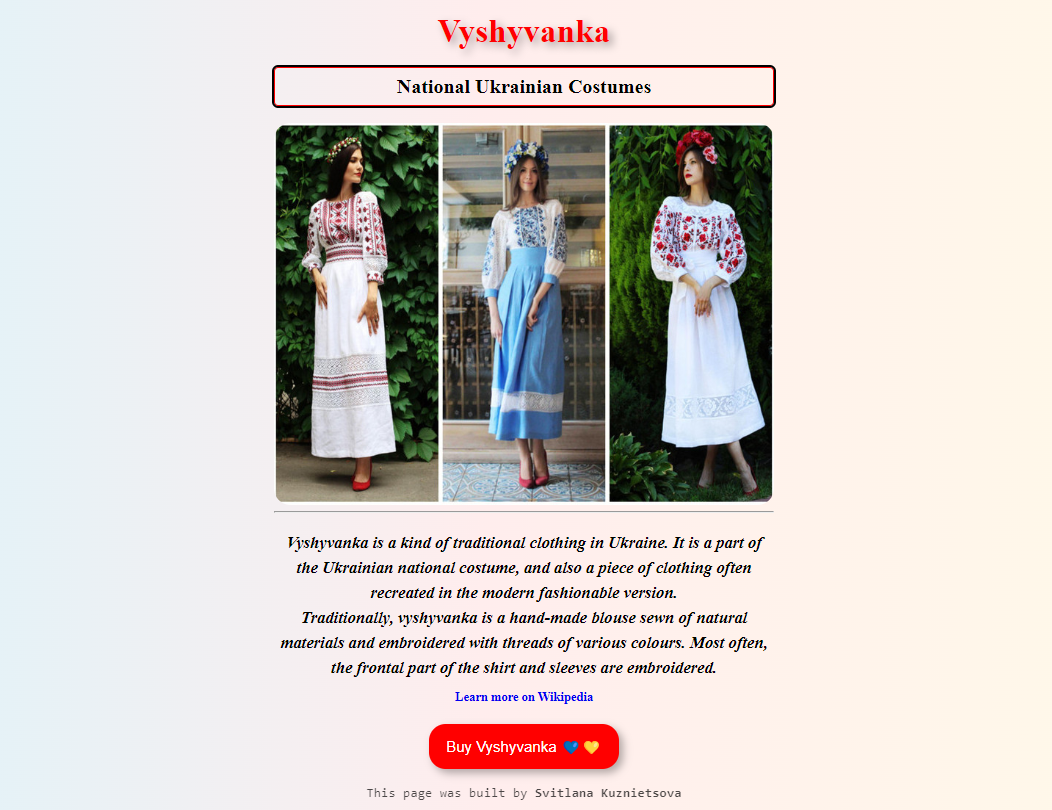 Vyshyvanka
National Ukrainian Costumes
Vyshyvanka is a kind of traditional clothing in Ukraine. It is a part of
the Ukrainian national costume, and also a piece of clothing often
recreated in the modern fashionable version.
Traditionally, vyshyvanka is a hand-made blouse sewn of natural
materials and embroidered with threads of various colours. Most often,
the frontal part of the shirt and sleeves are embroidered.
Learn more on Wikipedia
Buy Vyshyvanka 💙💛
This page was built by Svitlana Kuznietsova